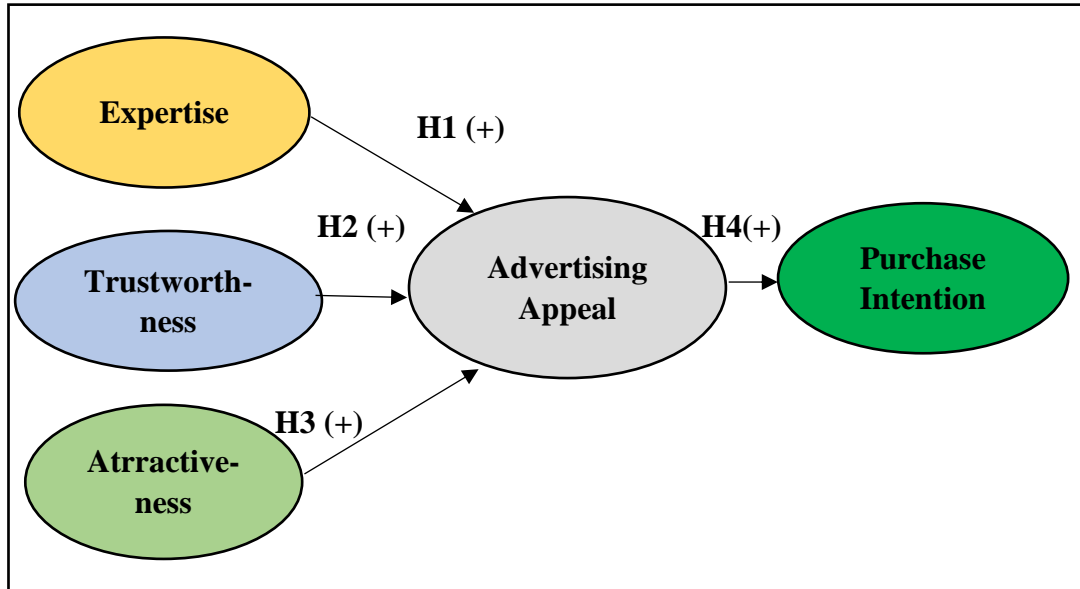 Expertise
H1 (+)
H2 (+)
Trustworth-
ness
Advertising
Appeal
H4(+)
Purchase
Intention
H3 (+)
Atrractive-
ness